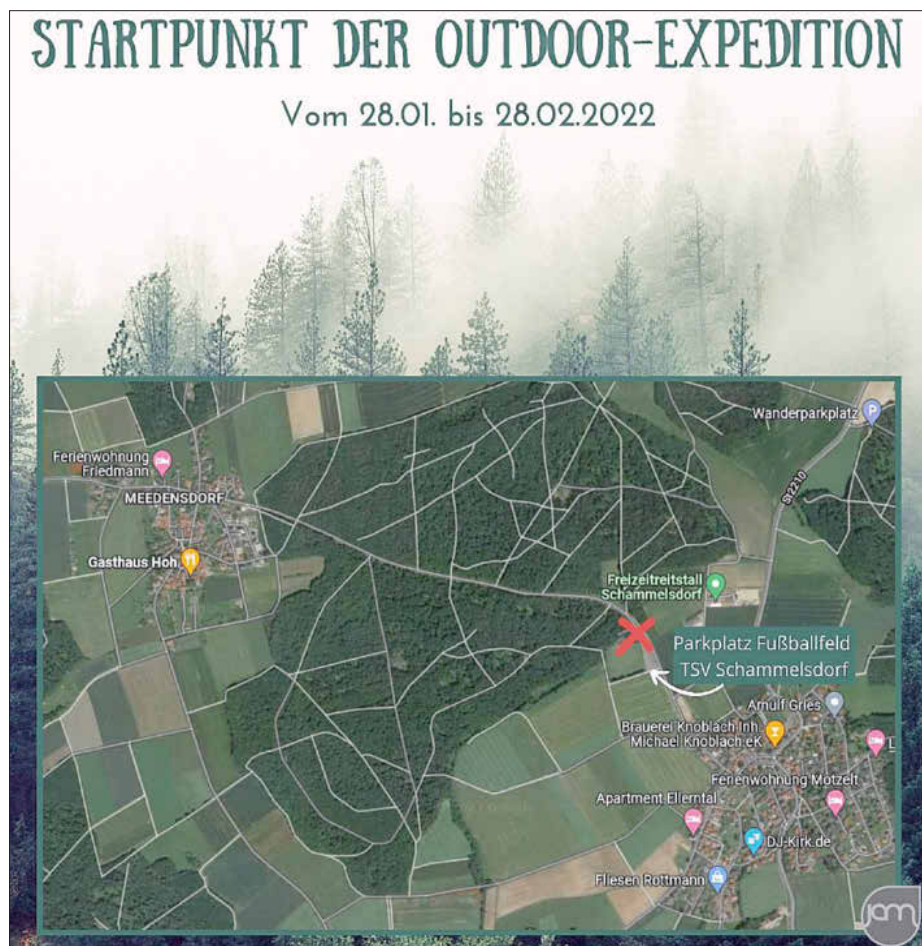 STARTPUNKT DER OUTDOOR-EXPEDITION
Vom 28.01. bis 28.02.2022
Wanderparkplatz
P
Ferienwohnung
Friedmann
MEEDENSDORF
St2210
Gasthaus Hoh
Freizeitreitstall
Schammelsdorf
Parkplatz Fußballfeld
TSV Schammelsdorf
Arnulf Gries
Brauerei Knoblach Inh.
Michael Knoblach eK
Ferienwohnung Motzelt
Apartment Ellerntal
DJ-Kirk.de
Fliesen Rottmann
jam